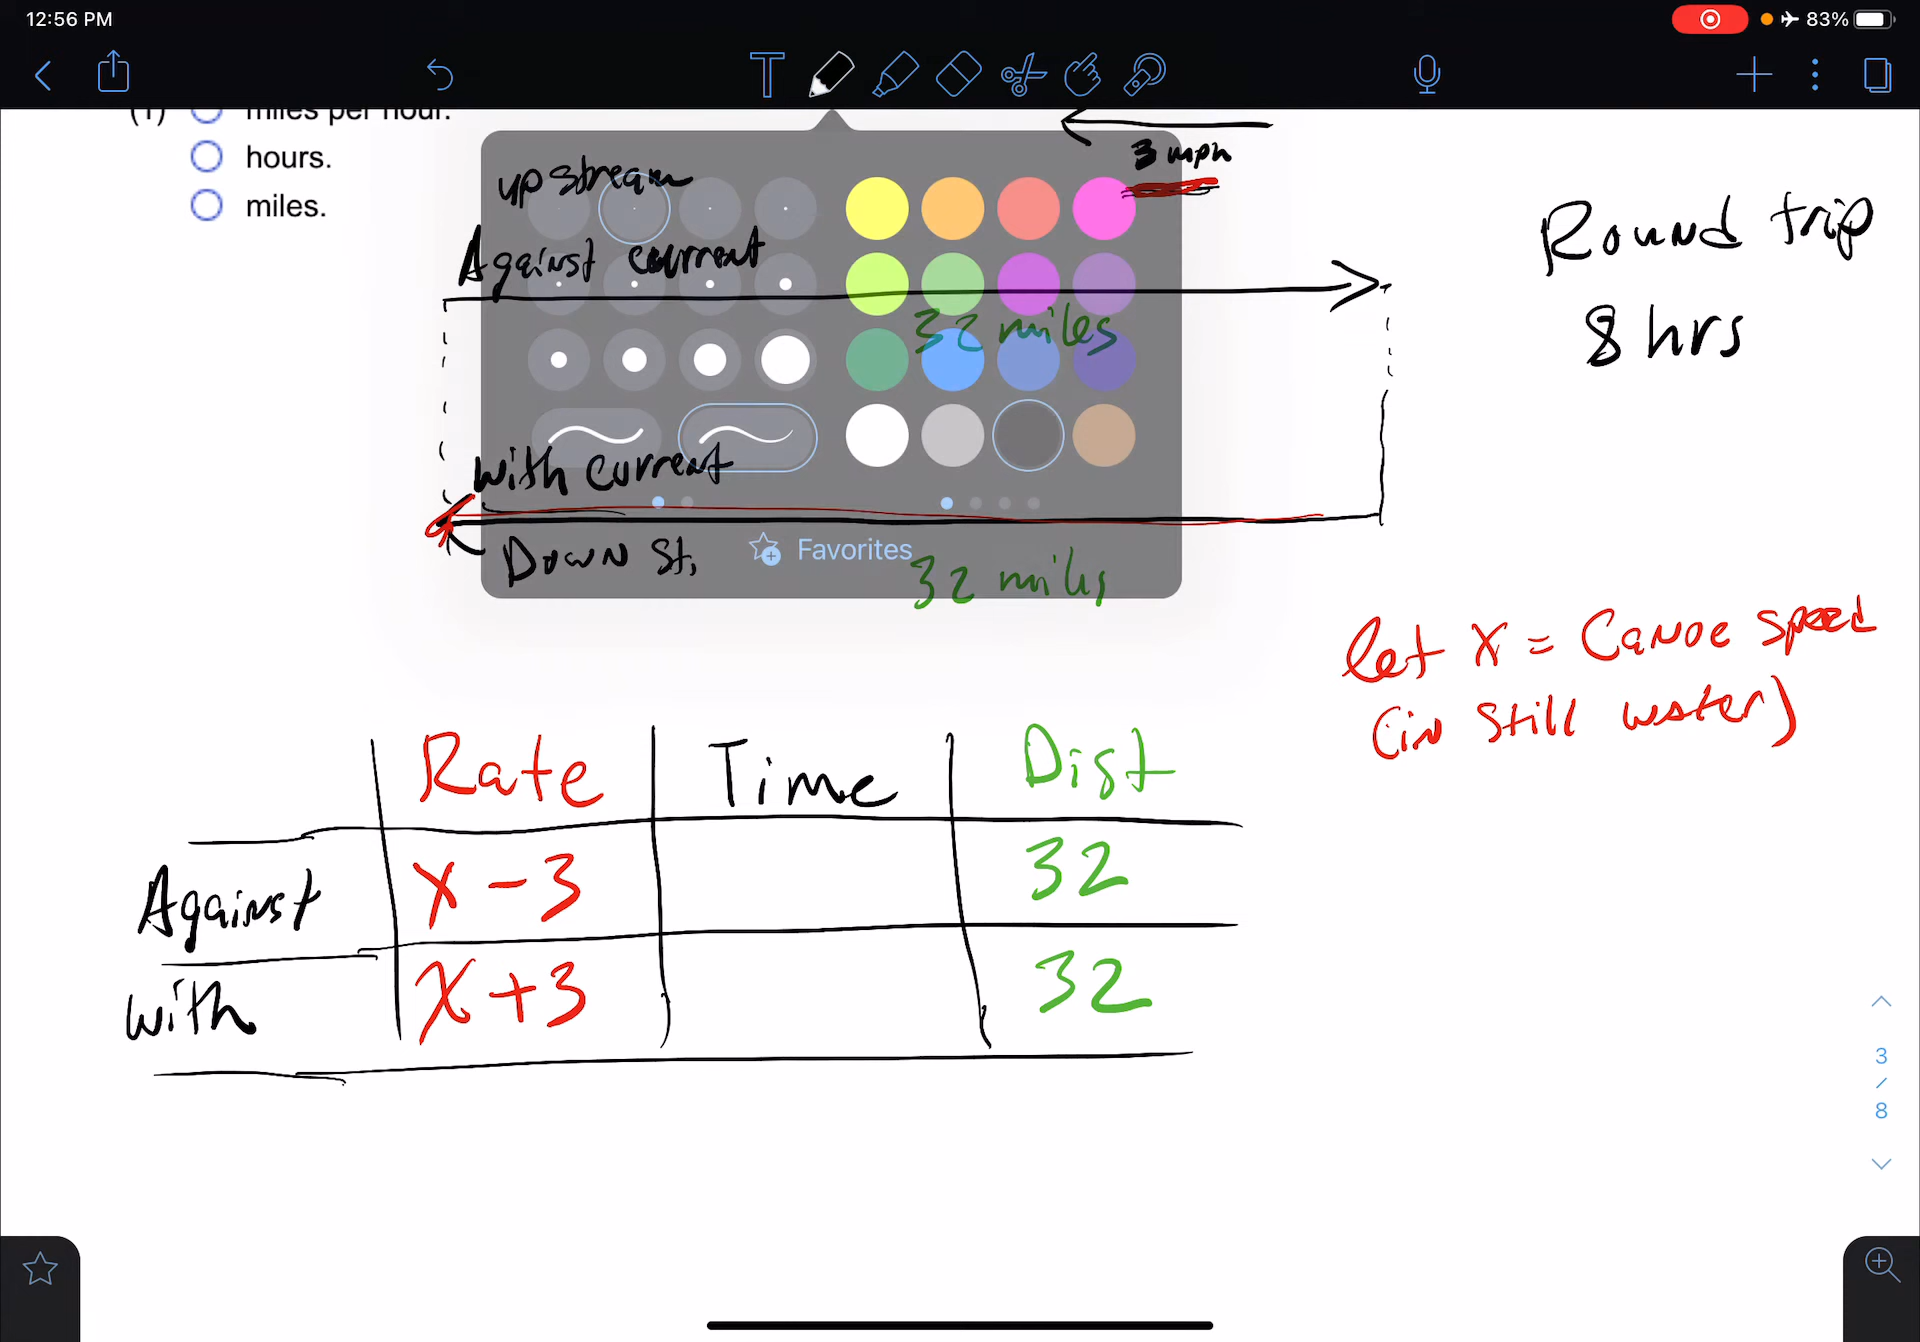 12:56 PM
83%
(1) miles per hour.
hours.
miles.
3 mph
upstream
Against current
32 miles
Round trip
8 hrs
With current
Down St.
Favorites
32 miles
let x = Canoe speed
(in still water)
Rate Time Dist
Against x - 3 32
with x + 3 32
3
/
8